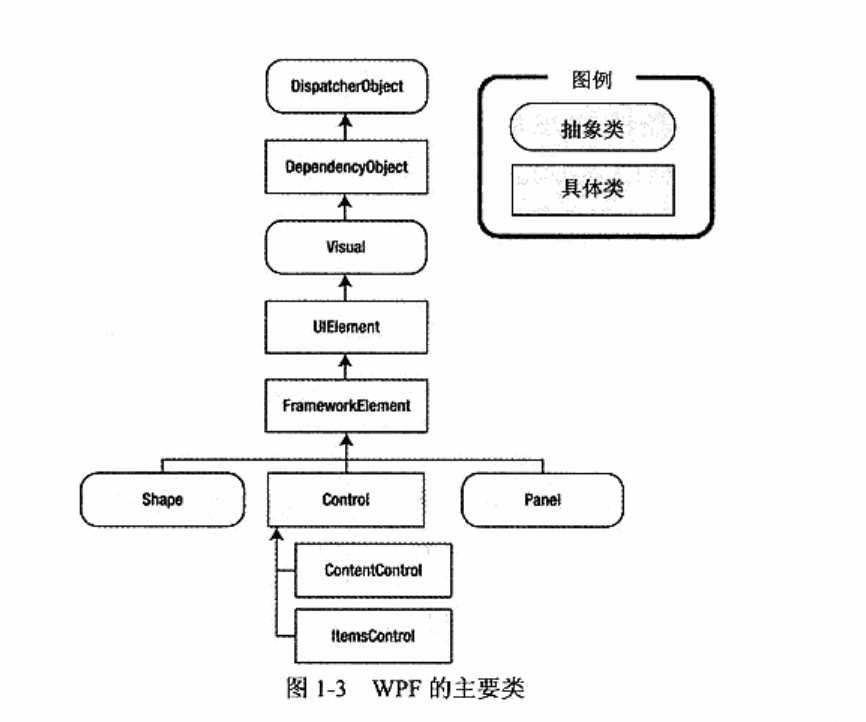 DispatcherObject
图例
抽象类
DependencyObject
具体类
Visual
UIElement
FrameworkElement
Shape
Control
Panel
ContentControl
ItemsControl
图 1-3 WPF 的主要类